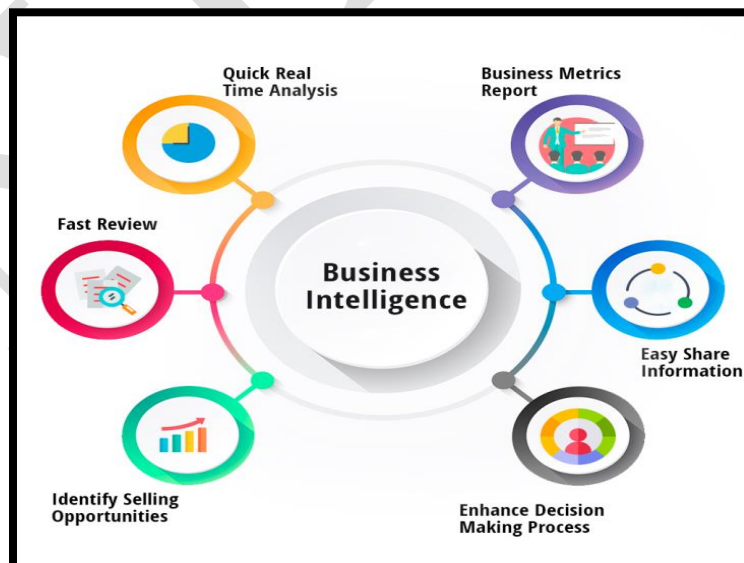 Quick Real
Time Analysis
Business Metrics
Report
Fast Review
Business
Intelligence
Easy Share
Information
Identify Selling
Opportunities
Enhance Decision
Making Process